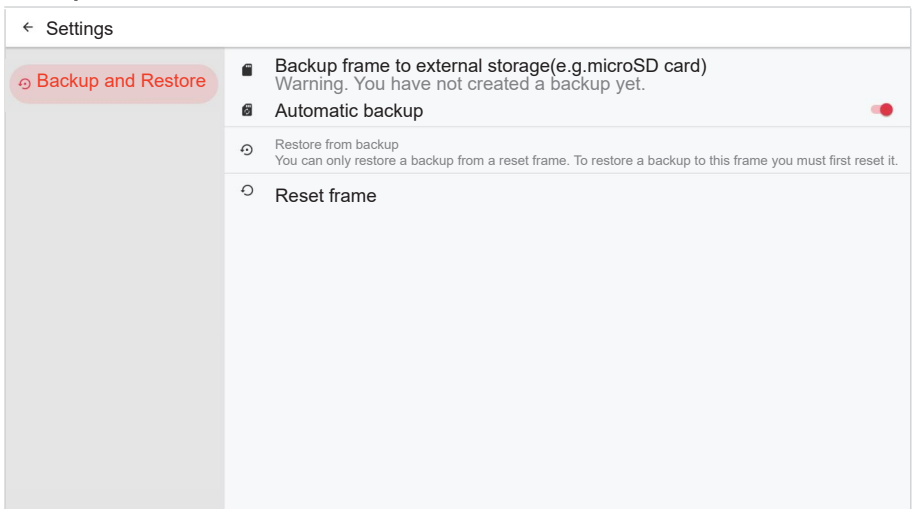 Settings
Backup and Restore
Backup frame to external storage(e.g.microSD card)
Warning. You have not created a backup yet.
Automatic backup
Restore from backup
You can only restore a backup from a reset frame. To restore a backup to this frame you must first reset it.
Reset frame